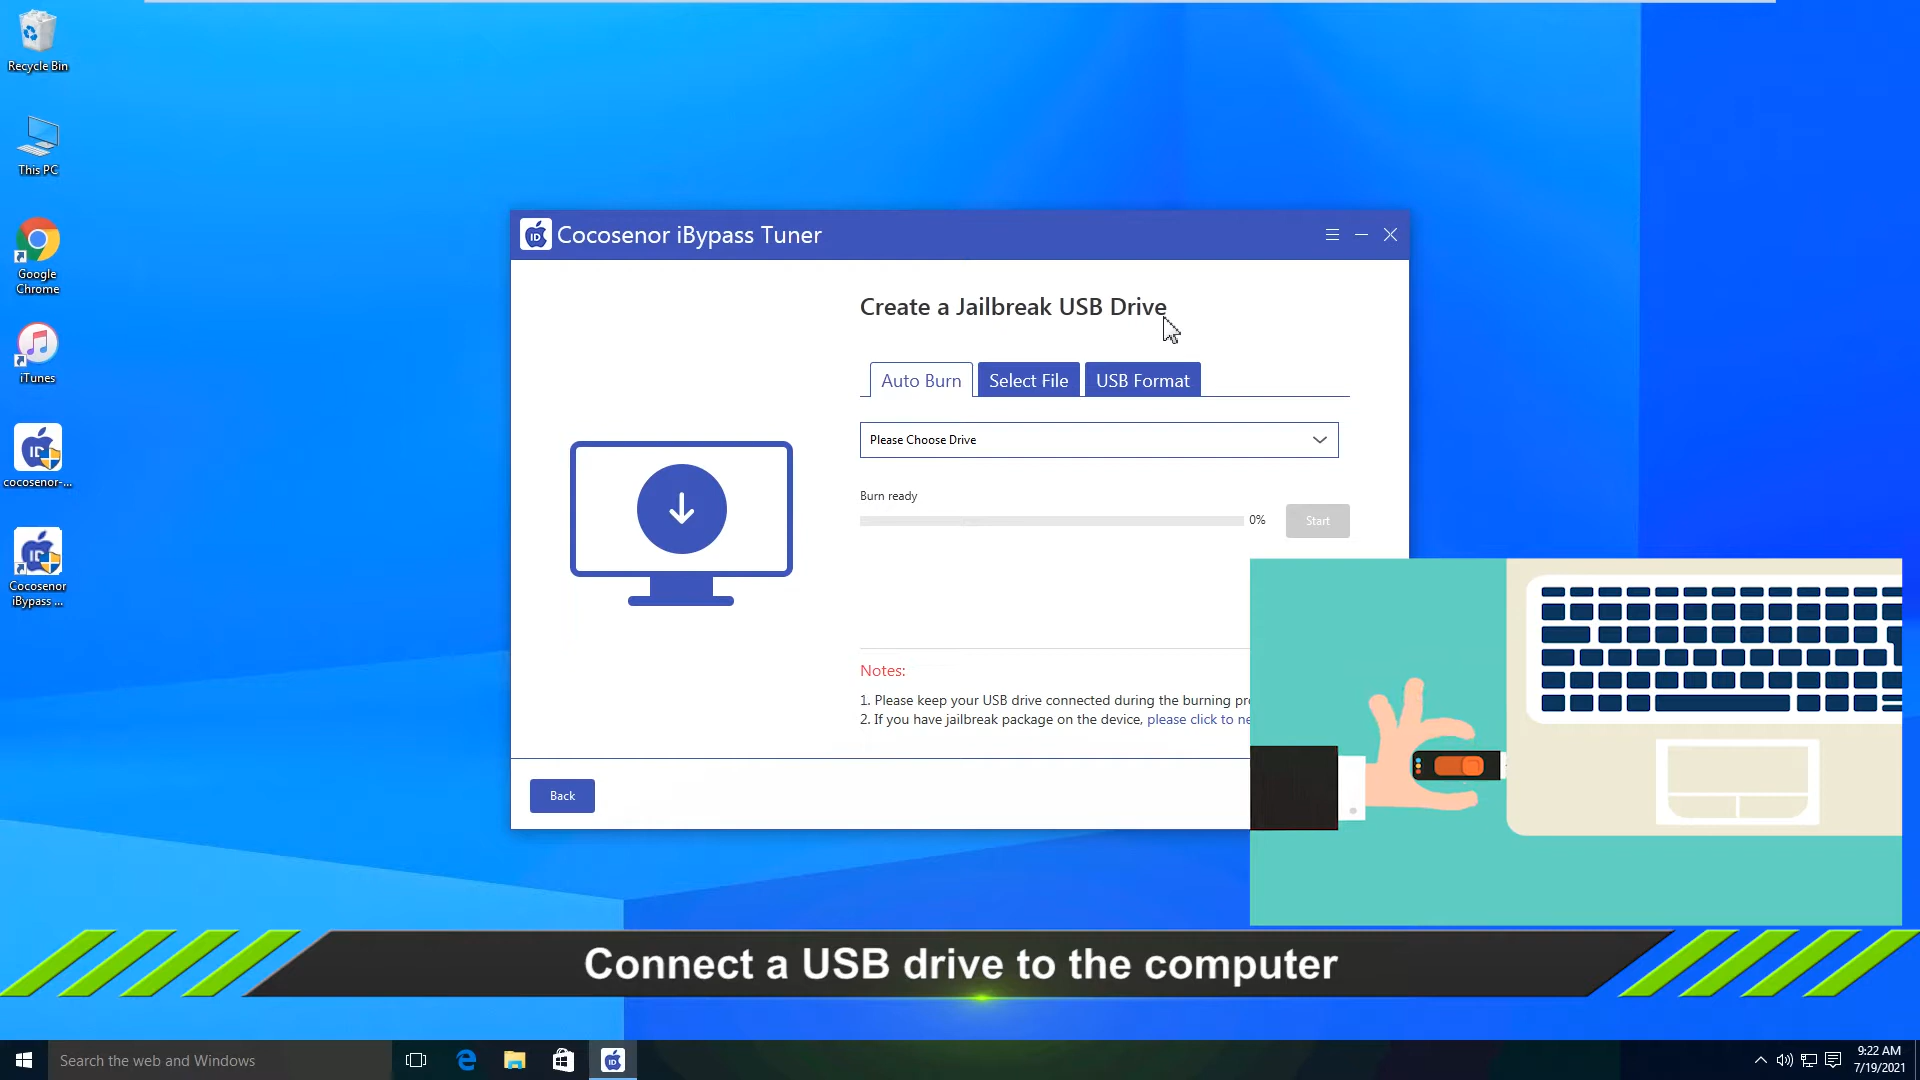 Recycle Bin
This PC
Google
Chrome
iTunes
cocosenor-...
Cocosenor
iBypass ...
Cocosenor iBypass Tuner
Create a Jailbreak USB Drive
Auto Burn
Select File
USB Format
Please Choose Drive
Burn ready
0%
Start
Notes:
1. Please keep your USB drive connected during the burning
2. If you have jailbreak package on the device, please click to
Back
Connect a USB drive to the computer
Search the web and Windows
9:22 AM
7/19/2021